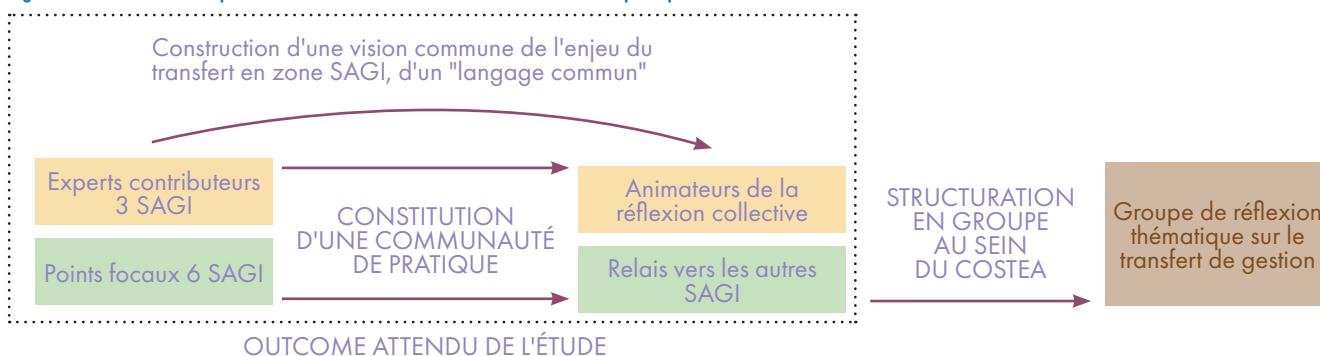 Construction d'une vision commune de l'enjeu du
transfert en zone SAGI, d'un "langage commun"
Experts contributeurs
3 SAGI
Points focaux 6 SAGI
CONSTITUTION
D'UNE COMMUNAUTÉ
DE PRATIQUE
Animateurs de la
réflexion collective
Relais vers les autres
SAGI
STRUCTURATION
EN GROUPE
AU SEIN
DU COSTEA
Groupe de réflexion
thématique sur le
transfert de gestion
OUTCOME ATTENDU DE L'ÉTUDE